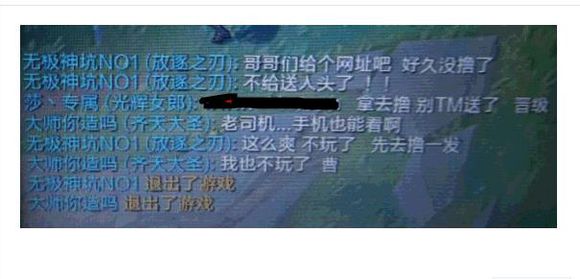 无极神坑NO1 (放逐之刃): 哥哥们给个网址吧 好久没撸了
无极神坑NO1 (放逐之刃): 不给送人头了 ！！
莎丶专属 (光辉女郎): 拿去撸 别TM送了 晋级
大师你造吗 (齐天大圣): 老司机...手机也能看啊
无极神坑NO1 (放逐之刃): 这么爽 不玩了 先去撸一发
大师你造吗 (齐天大圣): 我也不玩了 曹
无极神坑NO1 退出了游戏
大师你造吗 退出了游戏